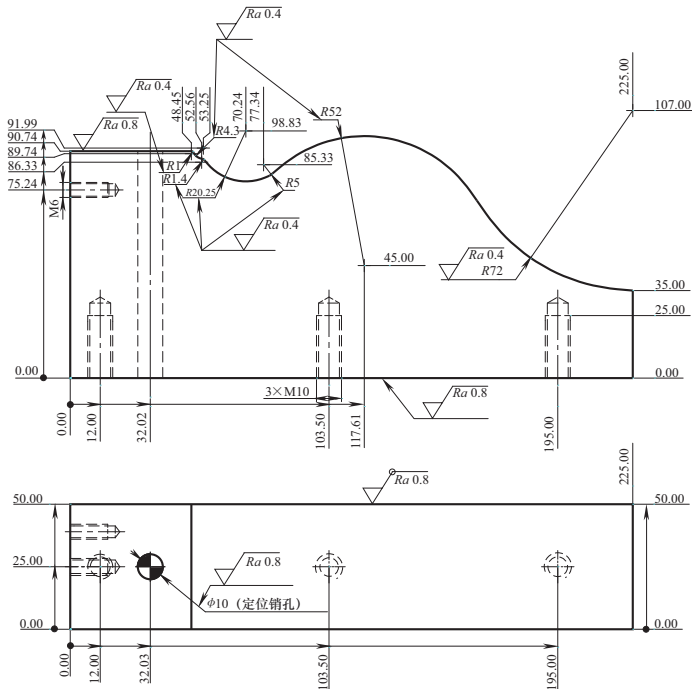 Ra 0.4
225.00
Ra 0.4
48.45
52.56
53.25
70.24
77.34
R52
107.00
91.99
Ra 0.8
R4.3
98.83
90.74
89.74
R1
85.33
86.33
R1.4
R5
75.24
R20.25
M6
Ra 0.4
45.00
Ra 0.4
R72
35.00
25.00
0.00
0.00
3×M10
Ra 0.8
0.00
12.00
32.02
103.50
117.61
195.00
225.00
Ra 0.8
50.00
50.00
25.00
Ra 0.8
φ10（定位销孔）
0.00
0.00
0.00
12.00
32.03
103.50
195.00